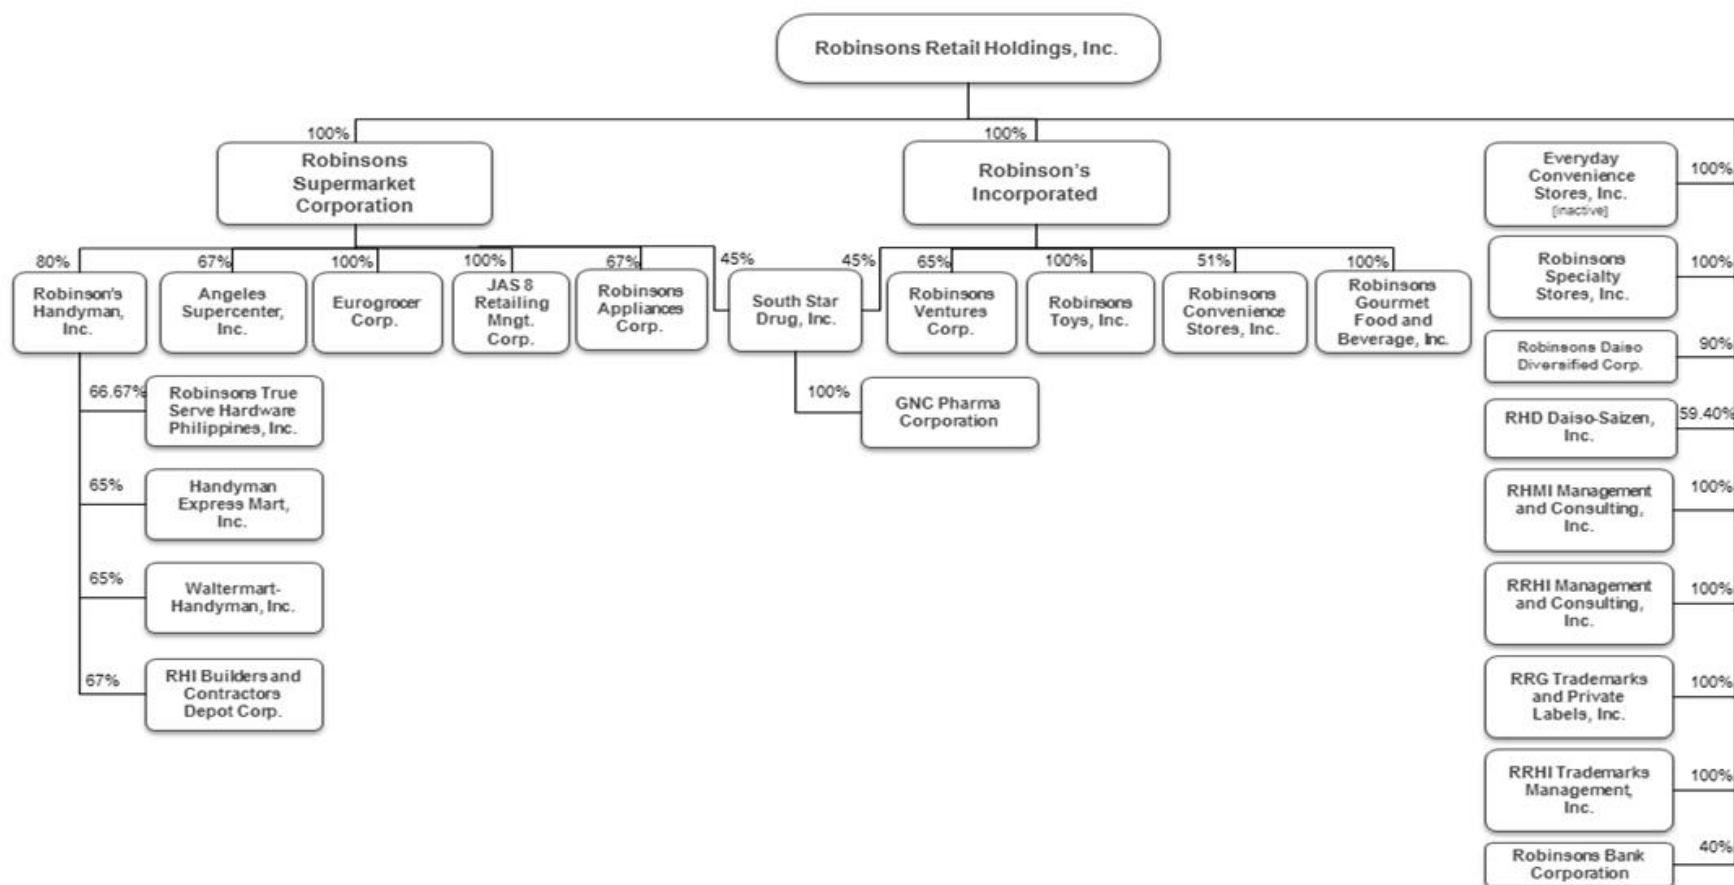 Robinsons Retail Holdings, Inc.
100%
Robinsons
Supermarket
Corporation
100%
Robinson's
Incorporated
80%
Robinson's
Handyman,
Inc.
67%
Angeles
Supercenter,
Inc.
100%
Eurogrocer
Corp.
100%
JAS 8
Retailing
Mngt.
Corp.
67%
Robinsons
Appliances
Corp.
45%
South Star
Drug, Inc.
45%
65%
Robinsons
Ventures
Corp.
100%
Robinsons
Toys, Inc.
51%
Robinsons
Convenience
Stores, Inc.
100%
Robinsons
Gourmet
Food and
Beverage, Inc.
66.67%
Robinsons True
Serve Hardware
Philippines, Inc.
65%
Handyman
Express Mart,
Inc.
65%
Waltermart-
Handyman, Inc.
67%
RHI Builders and
Contractors
Depot Corp.
100%
GNC Pharma
Corporation
Everyday
Convenience
Stores, Inc.
[inactive]
100%
Robinsons
Specialty
Stores, Inc.
100%
Robinsons Daiso
Diversified Corp.
90%
RHD Daiso-Saizen,
Inc.
59.40%
RHMI Management
and Consulting,
Inc.
100%
RRHI Management
and Consulting,
Inc.
100%
RRG Trademarks
and Private
Labels, Inc.
100%
RRHI Trademarks
Management,
Inc.
100%
Robinsons Bank
Corporation
40%